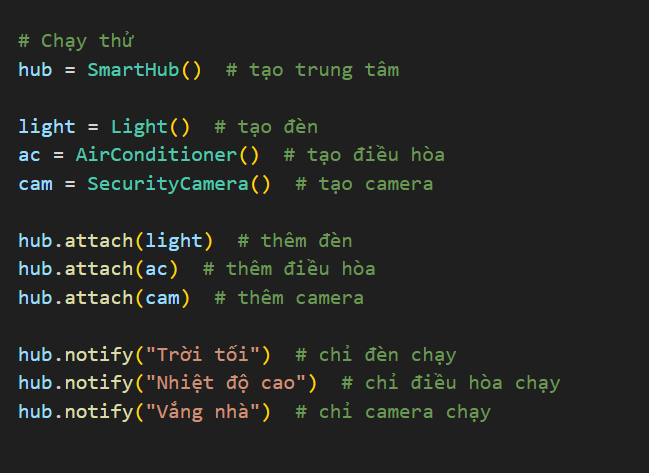 # Chạy thử
hub = SmartHub()  # tạo trung tâm
light = Light()  # tạo đèn
ac = AirConditioner()  # tạo điều hòa
cam = SecurityCamera()  # tạo camera
hub.attach(light)  # thêm đèn
hub.attach(ac)  # thêm điều hòa
hub.attach(cam)  # thêm camera
hub.notify("Trời tối")  # chỉ đèn chạy
hub.notify("Nhiệt độ cao")  # chỉ điều hòa chạy
hub.notify("Vắng nhà")  # chỉ camera chạy